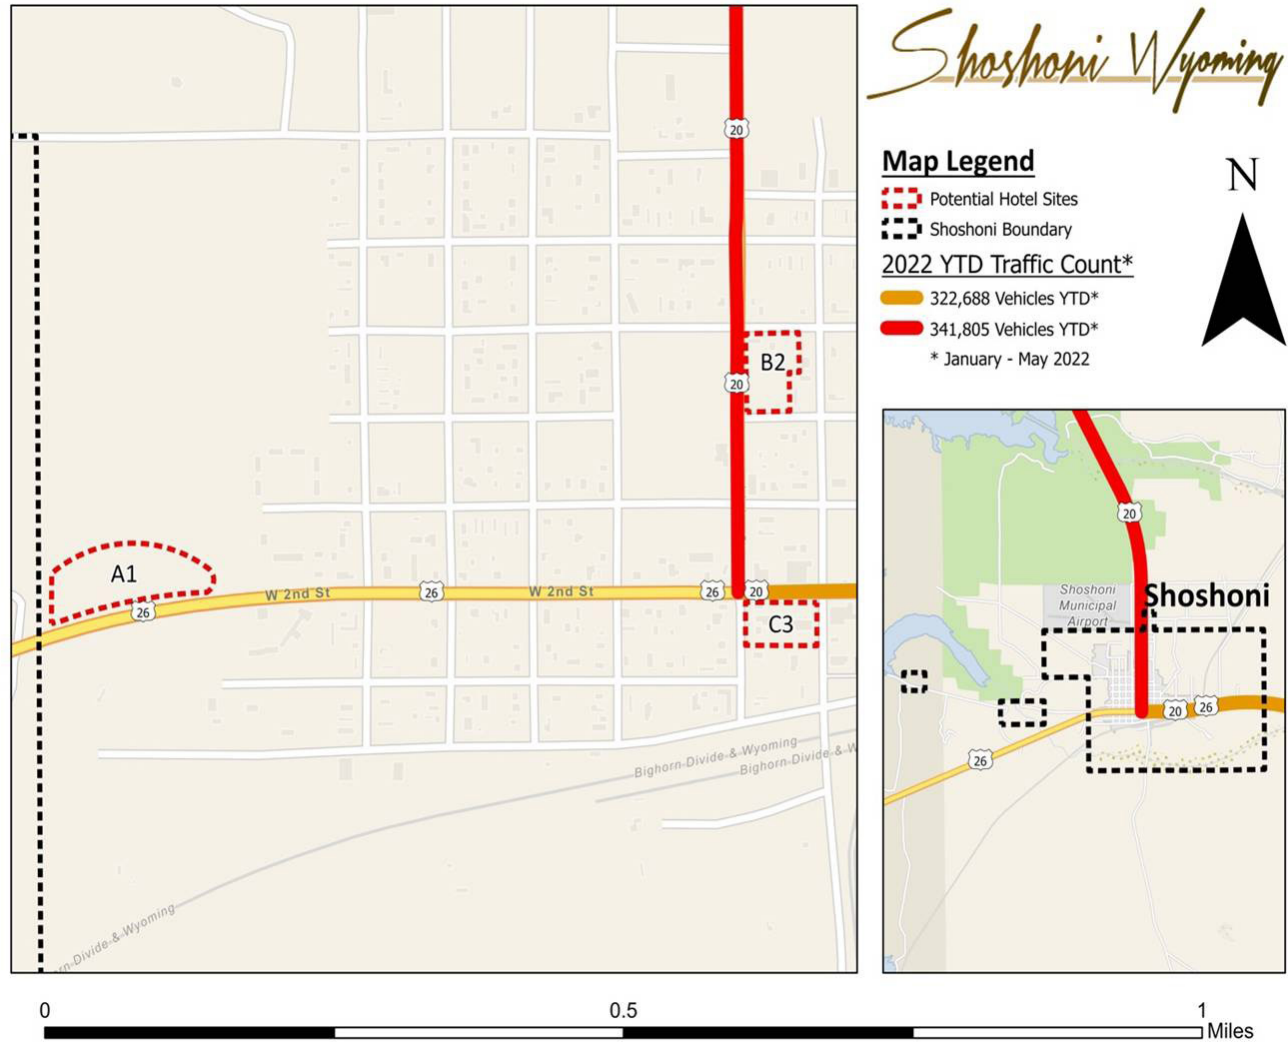 Shoshoni Wyoming
Map Legend
Potential Hotel Sites
Shoshoni Boundary
2022 YTD Traffic Count*
322,688 Vehicles YTD*
341,805 Vehicles YTD*
* January - May 2022
N
20
20
B2
A1
26
W 2nd St
26
W 2nd St
26
20
C3
Bighorn Divide & Wyoming
Bighorn Divide & W
rn-Divide & Wyoming
20
Shoshoni
Municipal
Airport
Shoshoni
20
26
26
0
0.5
1
Miles